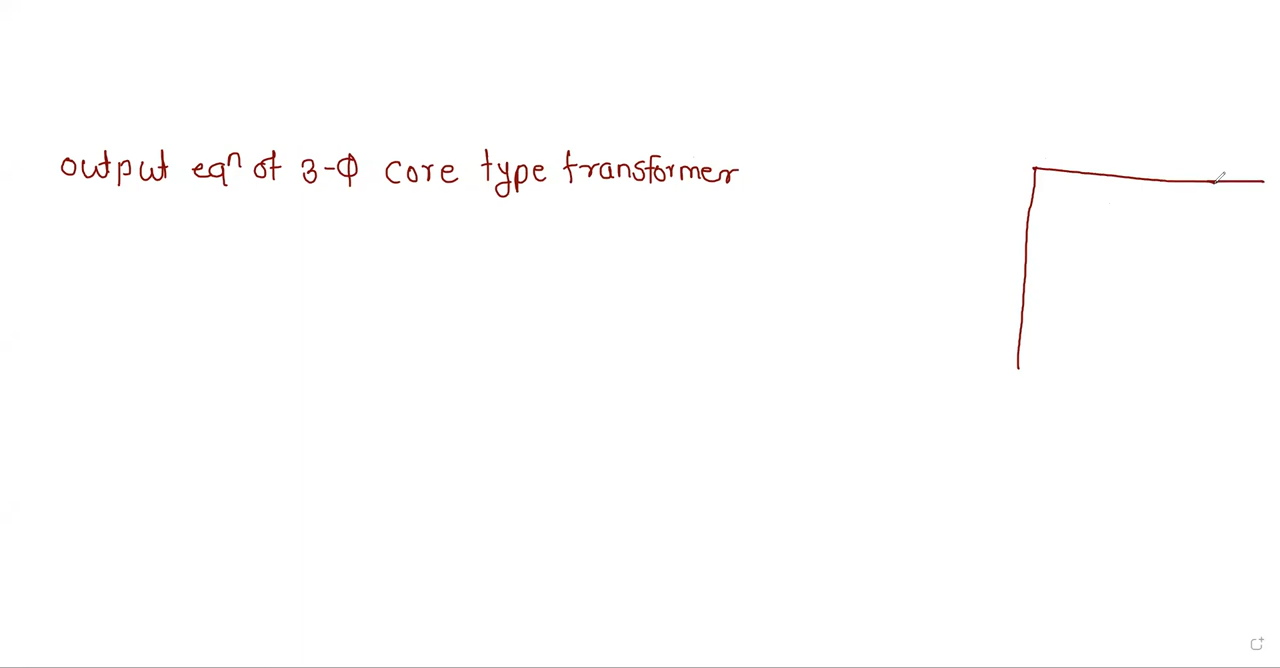 output eqⁿ of 3-Φ core type transformer